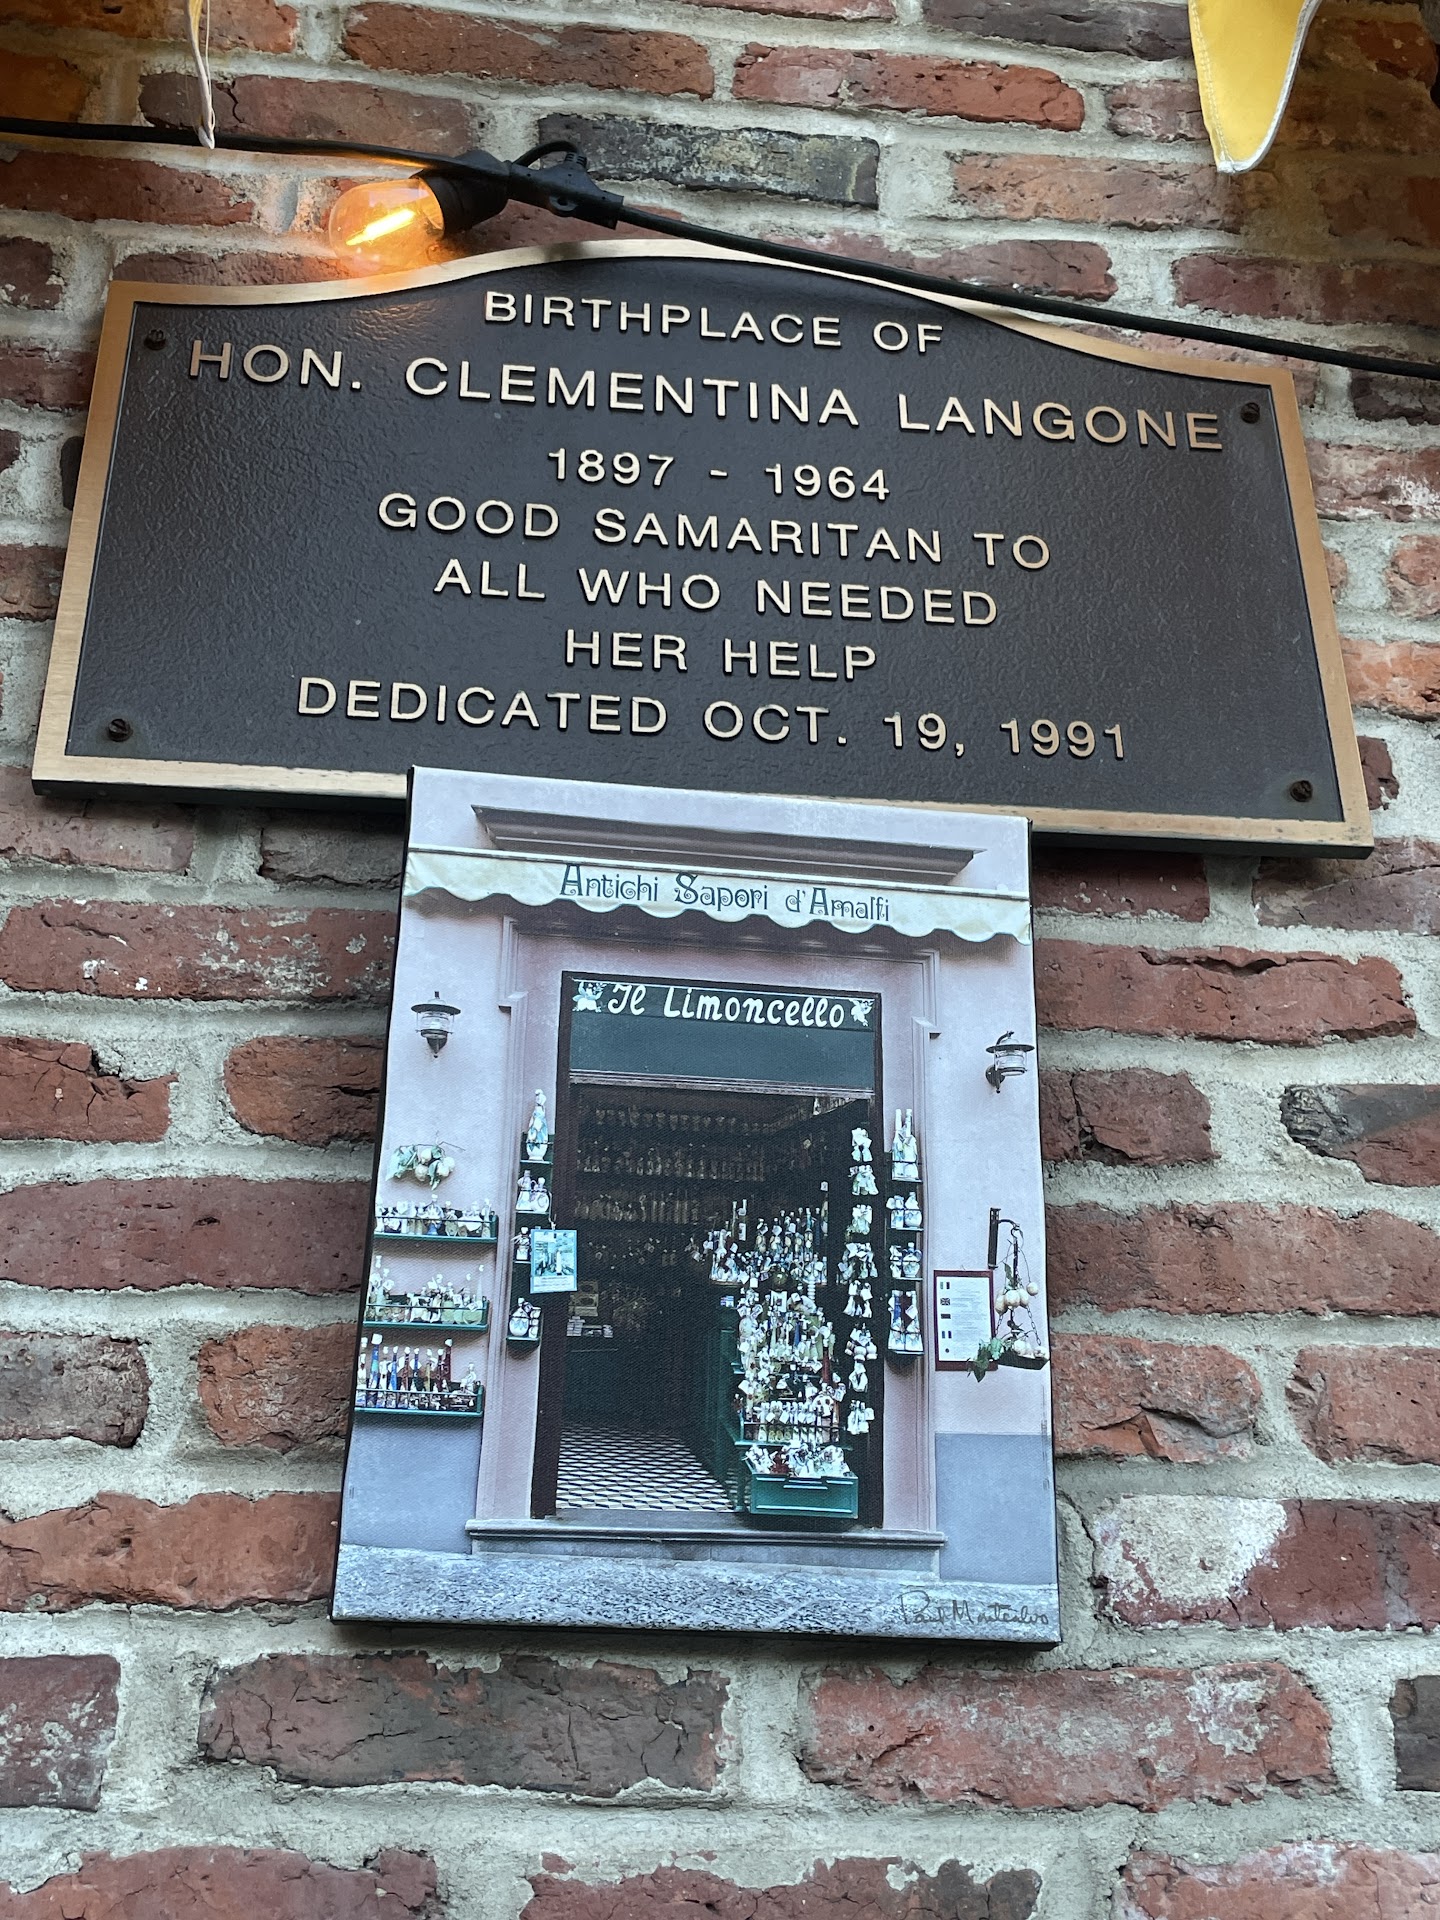 BIRTHPLACE OF
HON. CLEMENTINA LANGONE
1897 - 1964
GOOD SAMARITAN TO
ALL WHO NEEDED
HER HELP
DEDICATED OCT. 19, 1991
Antichi Sapori d'Amalfi
Il Limoncello